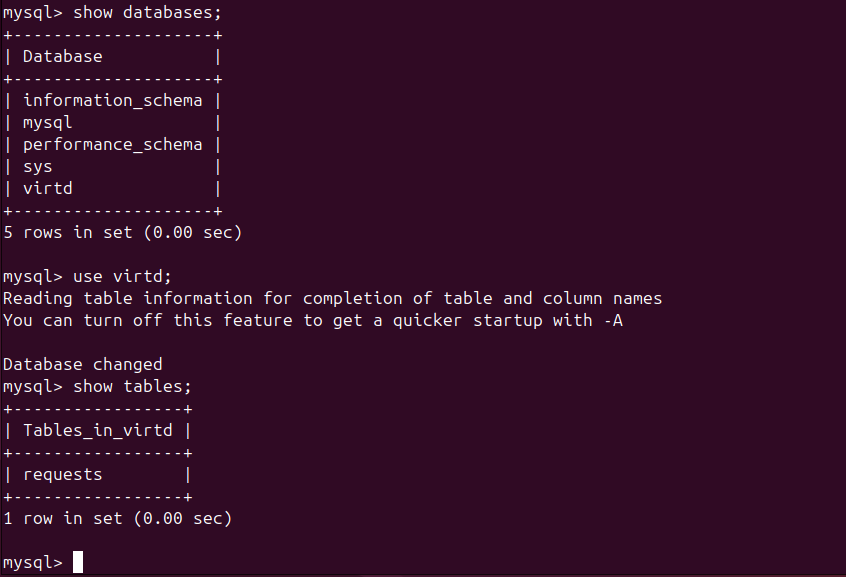 mysql> show databases;
+--------------------+
| Database           |
+--------------------+
| information_schema |
| mysql              |
| performance_schema |
| sys                |
| virtd              |
+--------------------+
5 rows in set (0.00 sec)

mysql> use virtd;
Reading table information for completion of table and column names
You can turn off this feature to get a quicker startup with -A

Database changed
mysql> show tables;
+-----------------+
| Tables_in_virtd |
+-----------------+
| requests        |
+-----------------+
1 row in set (0.00 sec)

mysql>